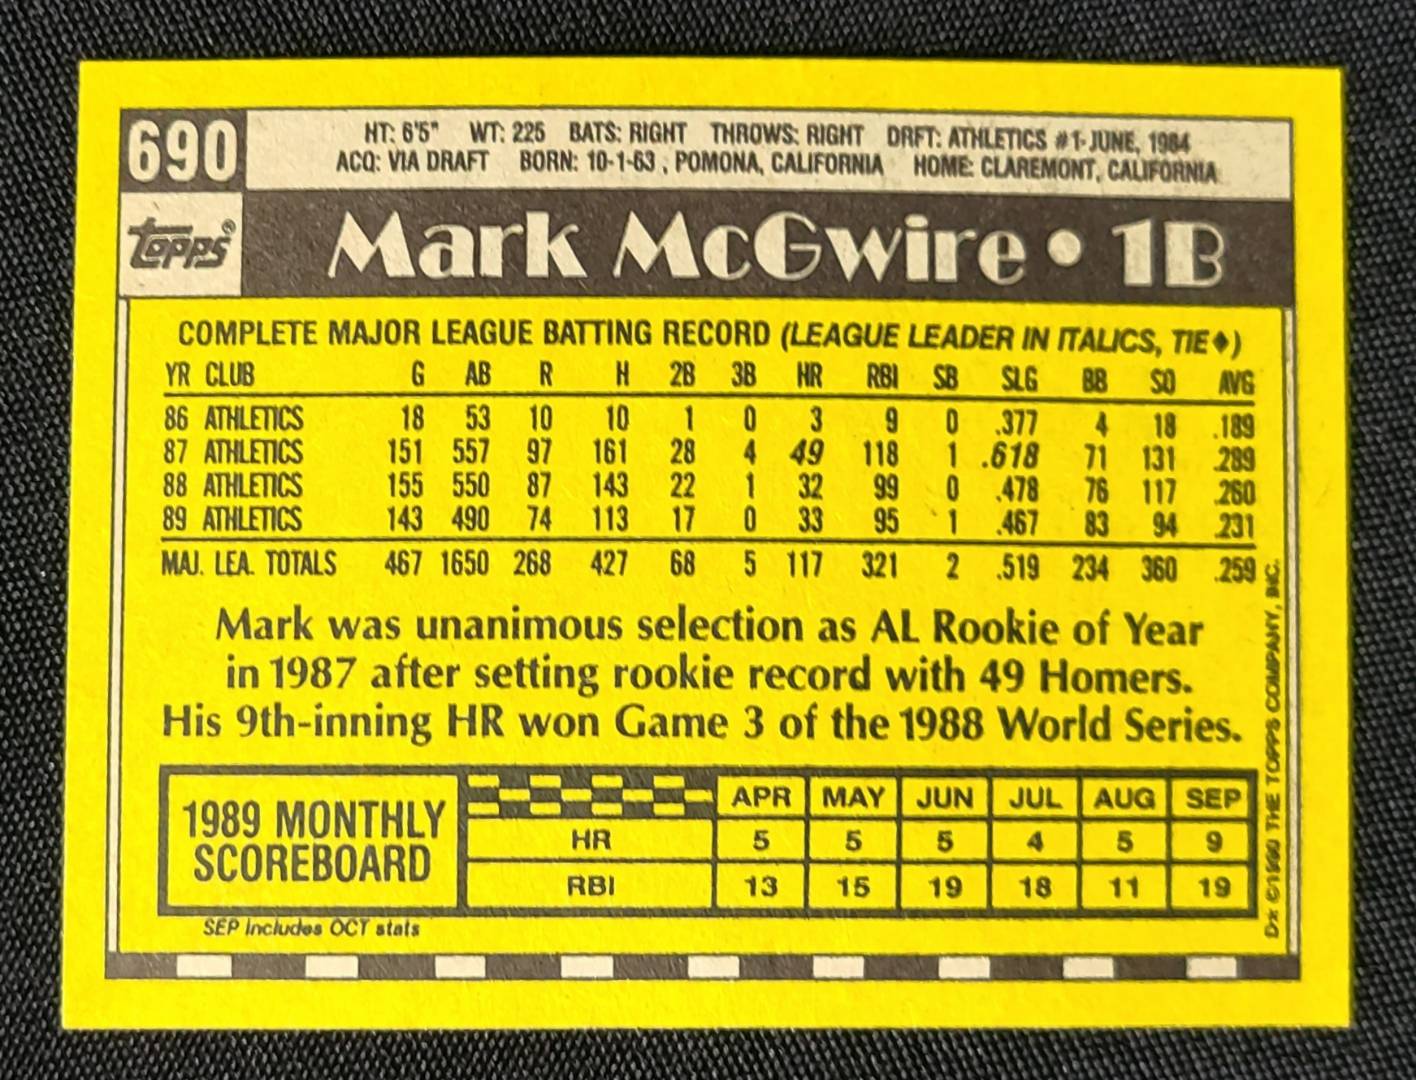 690
HT: 6'5" WT: 225 BATS: RIGHT THROWS: RIGHT DRFT: ATHLETICS #1-JUNE, 1984
ACQ: VIA DRAFT BORN: 10-1-63, POMONA, CALIFORNIA HOME: CLAREMONT, CALIFORNIA
TOPPS®
Mark McGwire • 1B
COMPLETE MAJOR LEAGUE BATTING RECORD (LEAGUE LEADER IN ITALICS, TIE♦)
YR CLUB G AB R H 2B 3B HR RBI SB SLG BB SO AVG
86 ATHLETICS 18 53 10 10 1 0 3 9 0 .377 4 18 .189
87 ATHLETICS 151 557 97 161 28 4 49 118 1 .618 71 131 .289
88 ATHLETICS 155 550 87 143 22 1 32 99 0 .478 76 117 .260
89 ATHLETICS 143 490 74 113 17 0 33 95 1 .467 83 94 .231
MAJ. LEA. TOTALS 467 1650 268 427 68 5 117 321 2 .519 234 360 .259
Mark was unanimous selection as AL Rookie of Year
in 1987 after setting rookie record with 49 Homers.
His 9th-inning HR won Game 3 of the 1988 World Series.
1989 MONTHLY
SCOREBOARD
APR MAY JUN JUL AUG SEP
HR 5 5 5 4 5 9
RBI 13 15 19 18 11 19
SEP Includes OCT stats
D* ©1990 THE TOPPS COMPANY, INC.